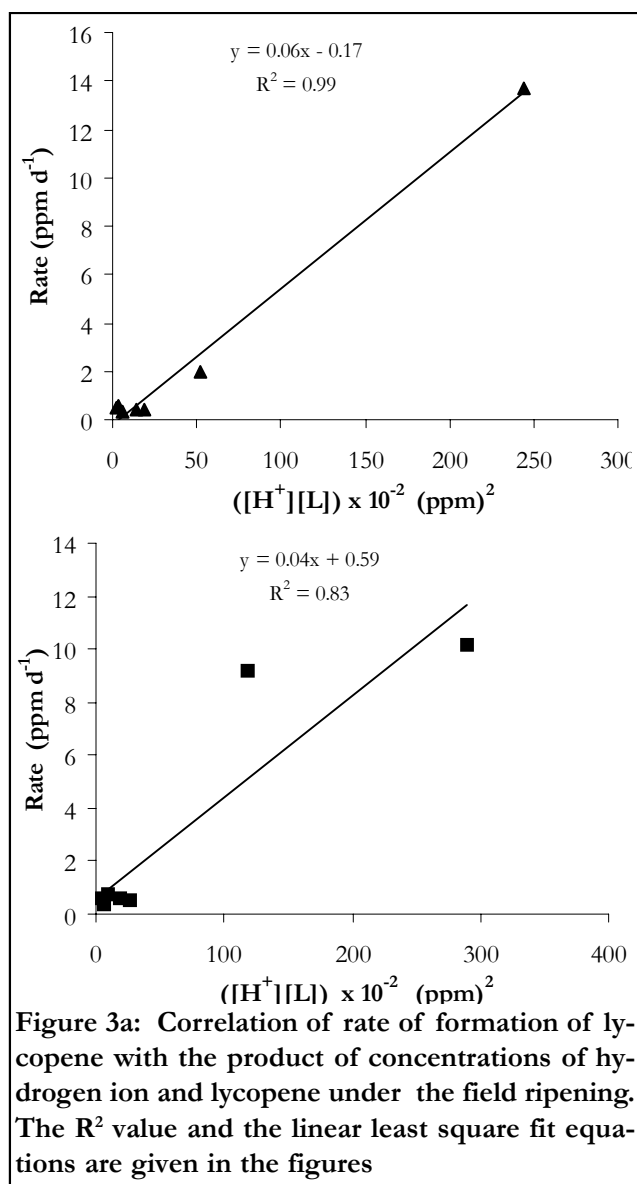 y = 0.06x - 0.17
R² = 0.99
16
14
12
10
8
6
4
2
0
Rate (ppm d⁻¹)
0 50 100 150 200 250 300
([H⁺][L]) x 10⁻² (ppm)²
y = 0.04x + 0.59
R² = 0.83
14
12
10
8
6
4
2
0
Rate (ppm d⁻¹)
0 100 200 300 400
([H⁺][L]) x 10⁻² (ppm)²
Figure 3a: Correlation of rate of formation of ly-
copene with the product of concentrations of hy-
drogen ion and lycopene under the field ripening.
The R² value and the linear least square fit equa-
tions are given in the figures